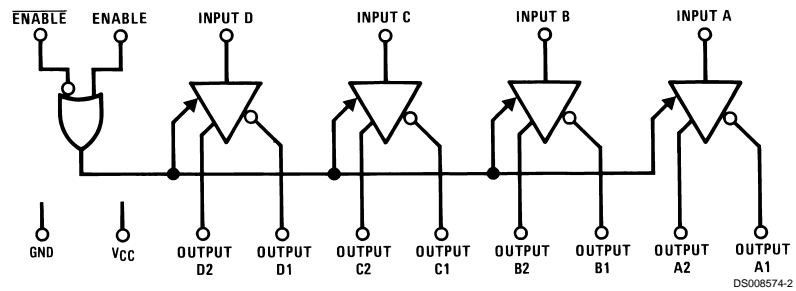 ENABLE ENABLE INPUT D INPUT C INPUT B INPUT A
GND VCC OUTPUT OUTPUT OUTPUT OUTPUT OUTPUT OUTPUT OUTPUT OUTPUT
D2 D1 C2 C1 B2 B1 A2 A1
DS008574-2